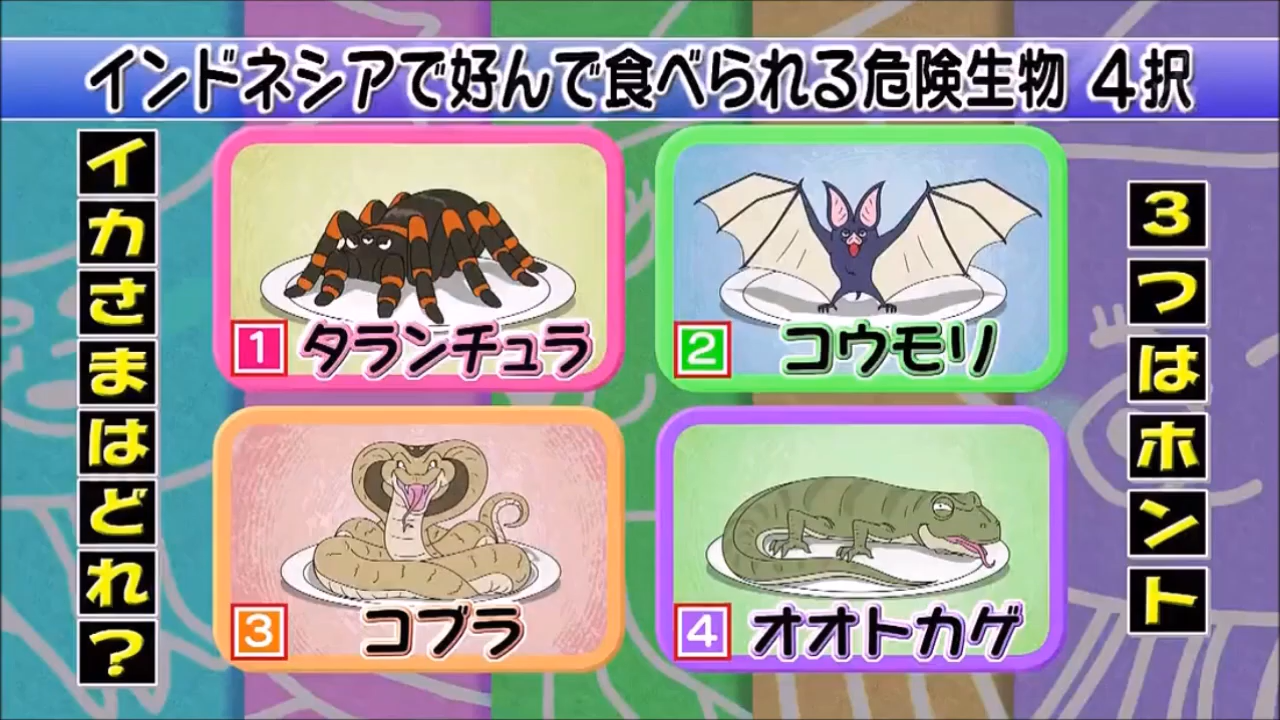 インドネシアで好んで食べられる危険生物 4択
イカさまはどれ?
1 タランチュラ
2 コウモリ
3 コブラ
4 オオトカゲ
3つはホント